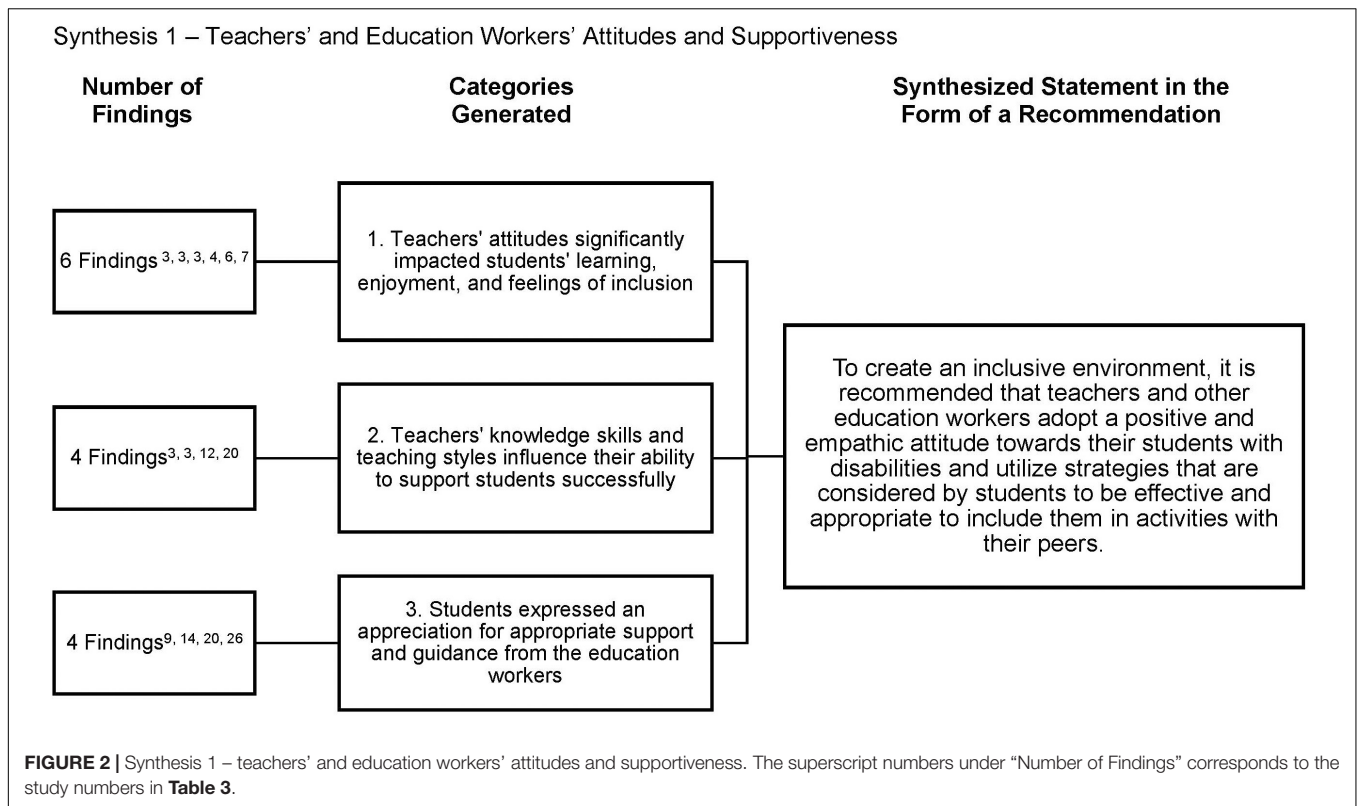 Synthesis 1 – Teachers' and Education Workers' Attitudes and Supportiveness
Number of
Findings
Categories
Generated
Synthesized Statement in the
Form of a Recommendation
6 Findings 3, 3, 3, 4, 6, 7
1. Teachers' attitudes significantly
impacted students' learning,
enjoyment, and feelings of inclusion
4 Findings3, 3, 12, 20
2. Teachers' knowledge skills and
teaching styles influence their ability
to support students successfully
4 Findings9, 14, 20, 26
3. Students expressed an
appreciation for appropriate support
and guidance from the education
workers
To create an inclusive environment, it is
recommended that teachers and other
education workers adopt a positive and
empathic attitude towards their students with
disabilities and utilize strategies that are
considered by students to be effective and
appropriate to include them in activities with
their peers.
FIGURE 2 | Synthesis 1 – teachers' and education workers' attitudes and supportiveness. The superscript numbers under "Number of Findings" corresponds to the
study numbers in Table 3.